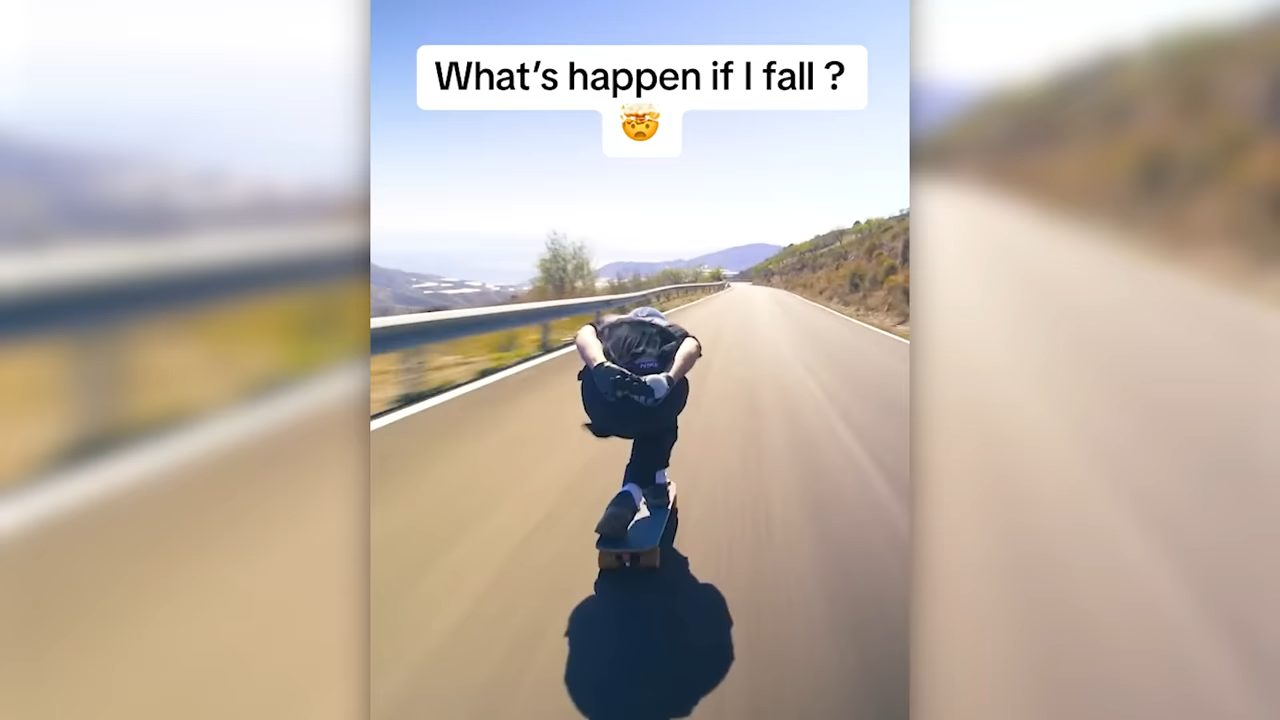 What's happen if I fall ?
🤯